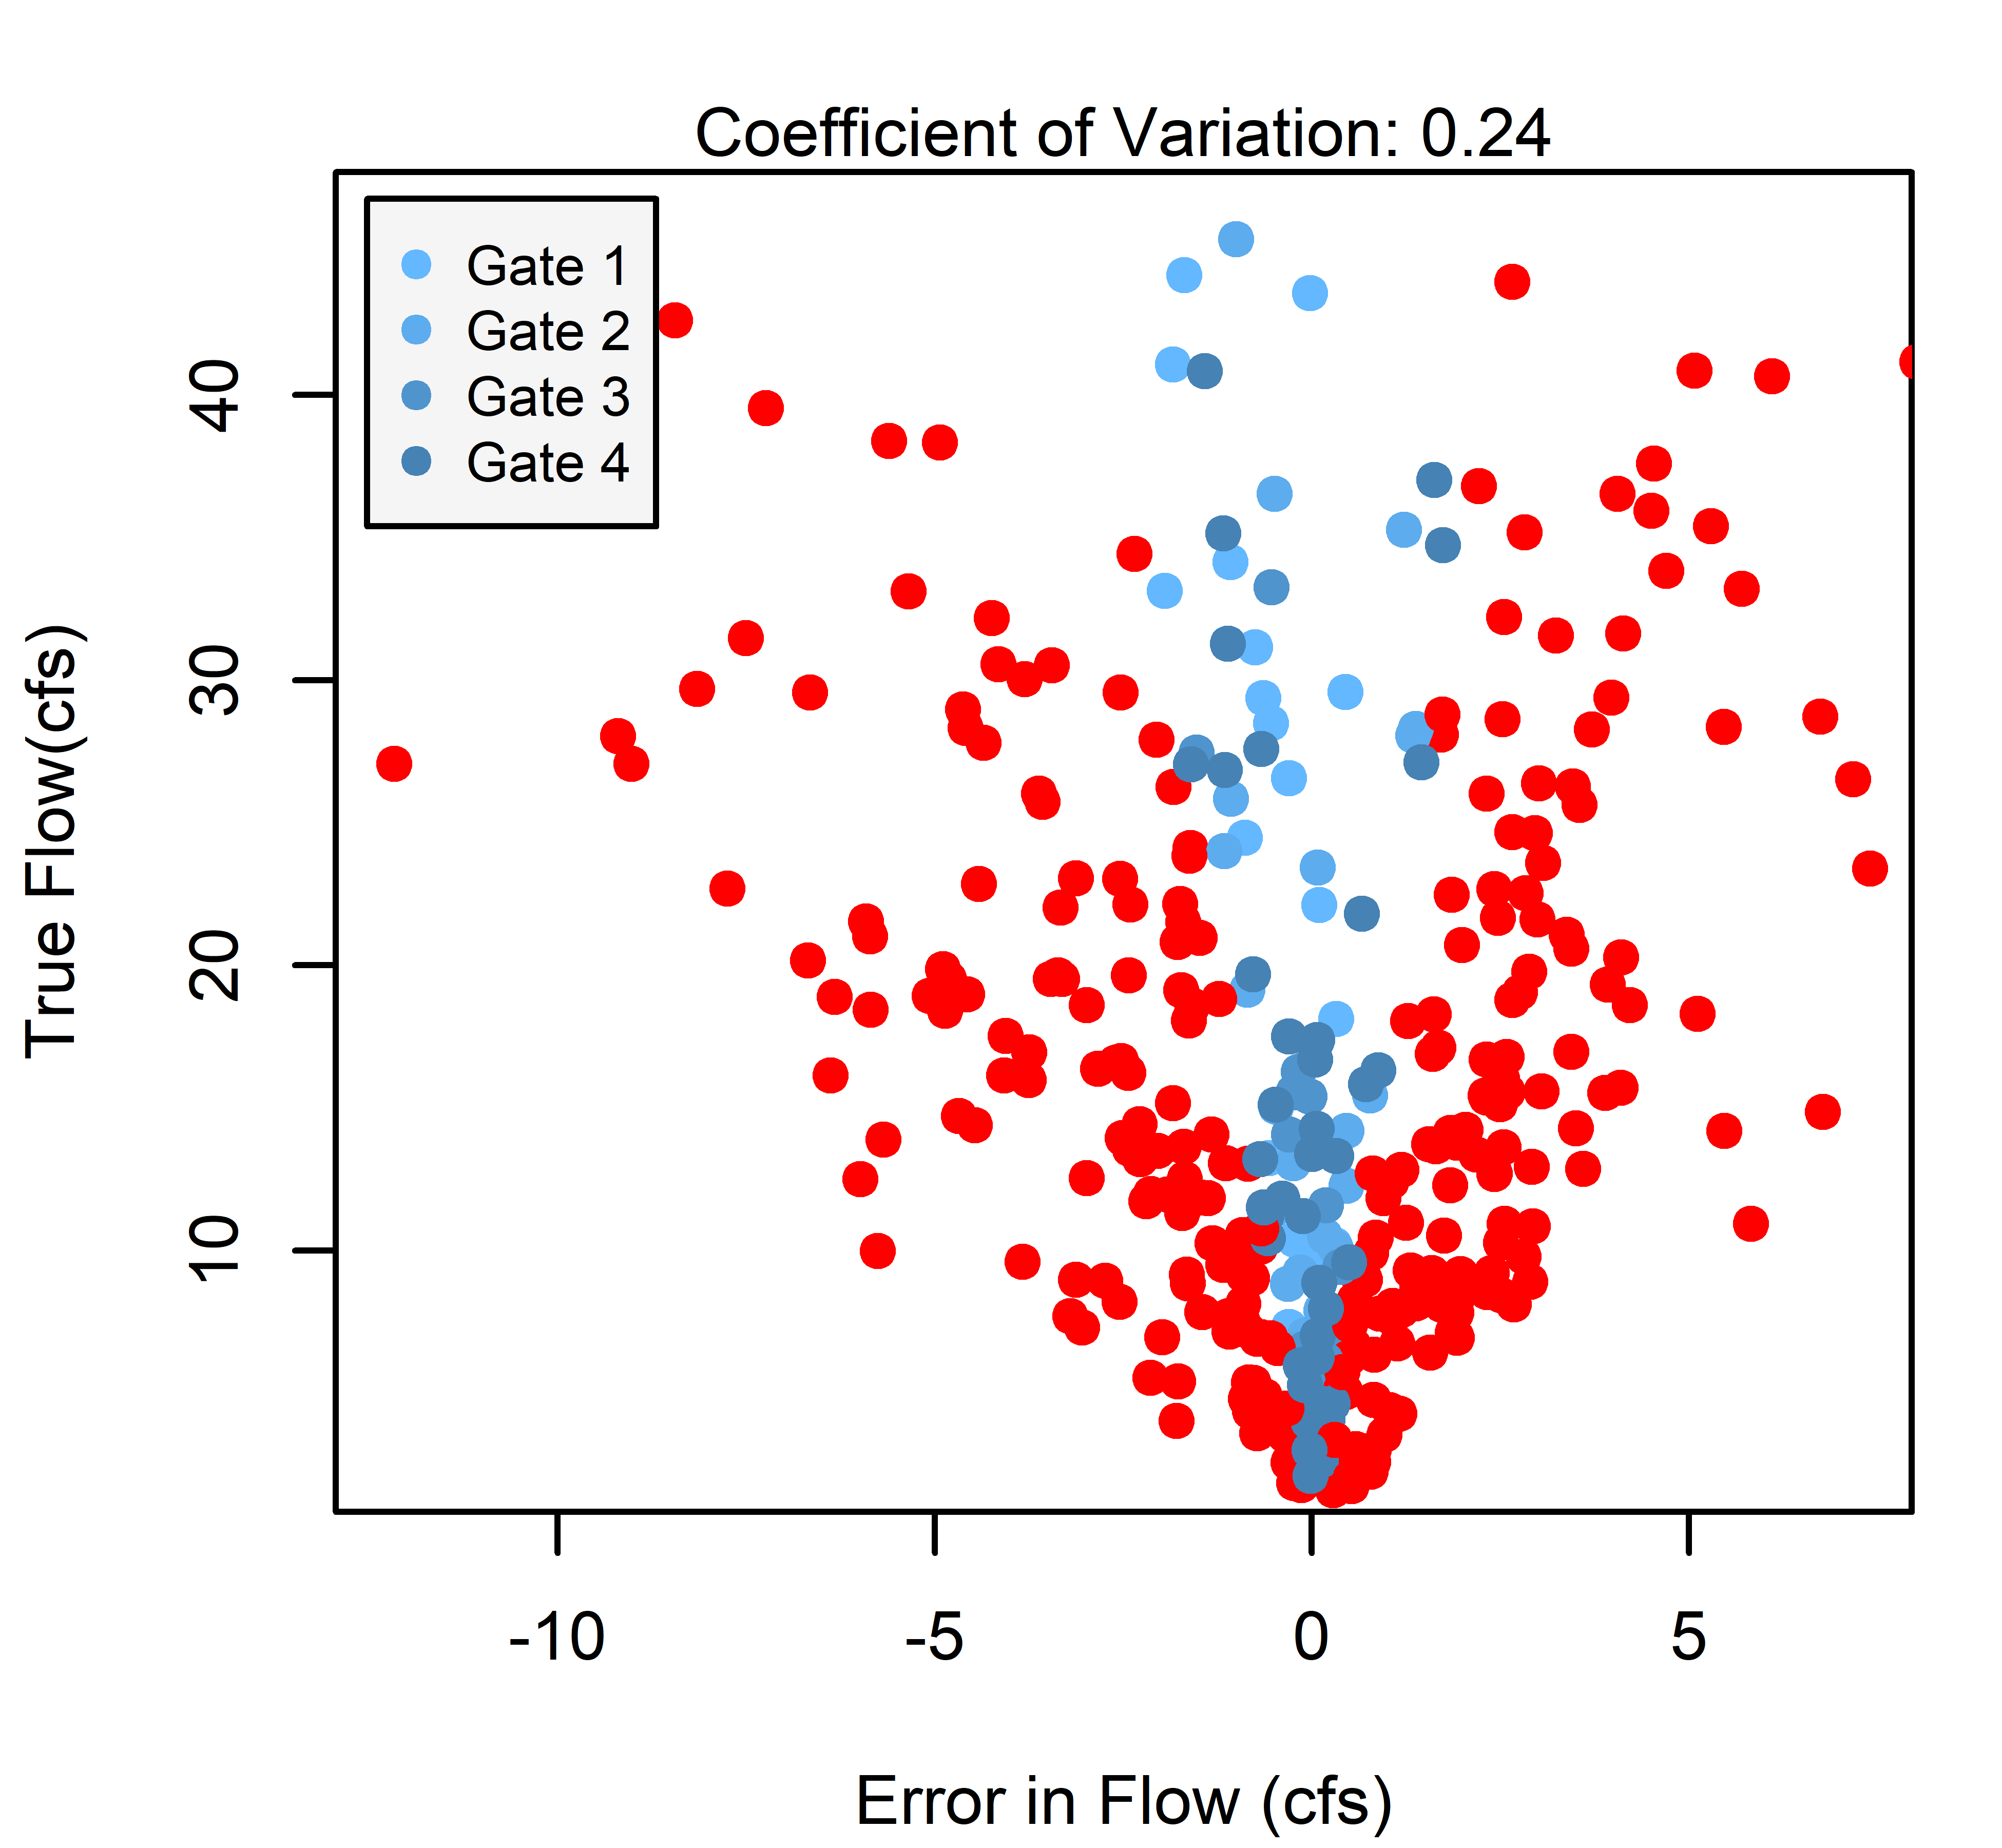 Coefficient of Variation: 0.24
Gate 1
Gate 2
Gate 3
Gate 4
True Flow(cfs)
40
30
20
10
-10
-5
0
5
Error in Flow (cfs)